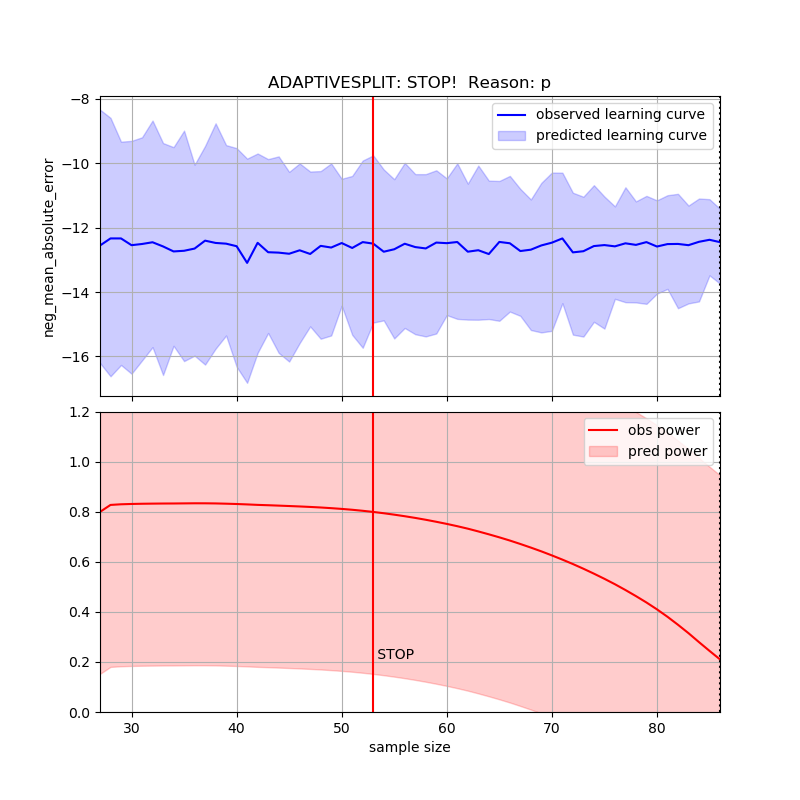 ADAPTIVESPLIT: STOP!  Reason: p
neg_mean_absolute_error
−8
−10
−12
−14
−16
observed learning curve
predicted learning curve
1.2
1.0
0.8
0.6
0.4
0.2
0.0
obs power
pred power
STOP
30 40 50 60 70 80
sample size